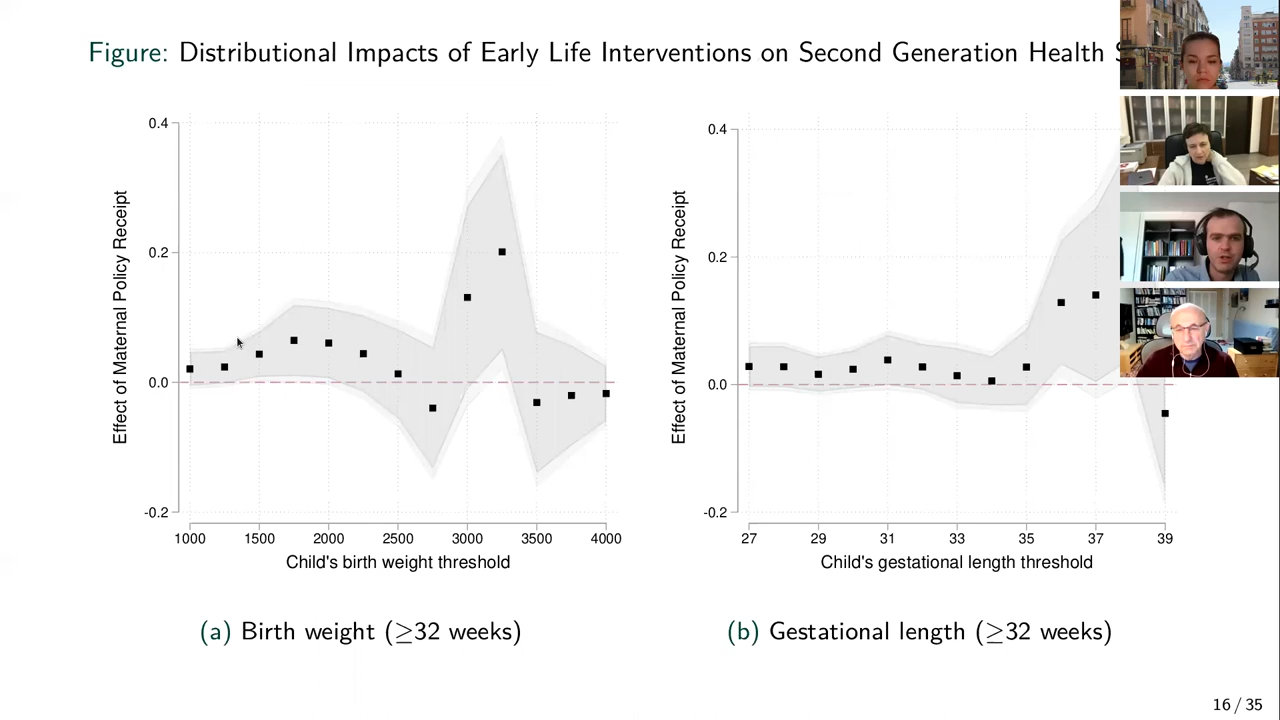 Figure: Distributional Impacts of Early Life Interventions on Second Generation Health
0.4
0.2
0.0
-0.2
Effect of Maternal Policy Receipt
1000 1500 2000 2500 3000 3500 4000
Child's birth weight threshold
(a) Birth weight (≥32 weeks)
0.4
0.2
0.0
-0.2
Effect of Maternal Policy Receipt
27 29 31 33 35 37 39
Child's gestational length threshold
(b) Gestational length (≥32 weeks)
16 / 35